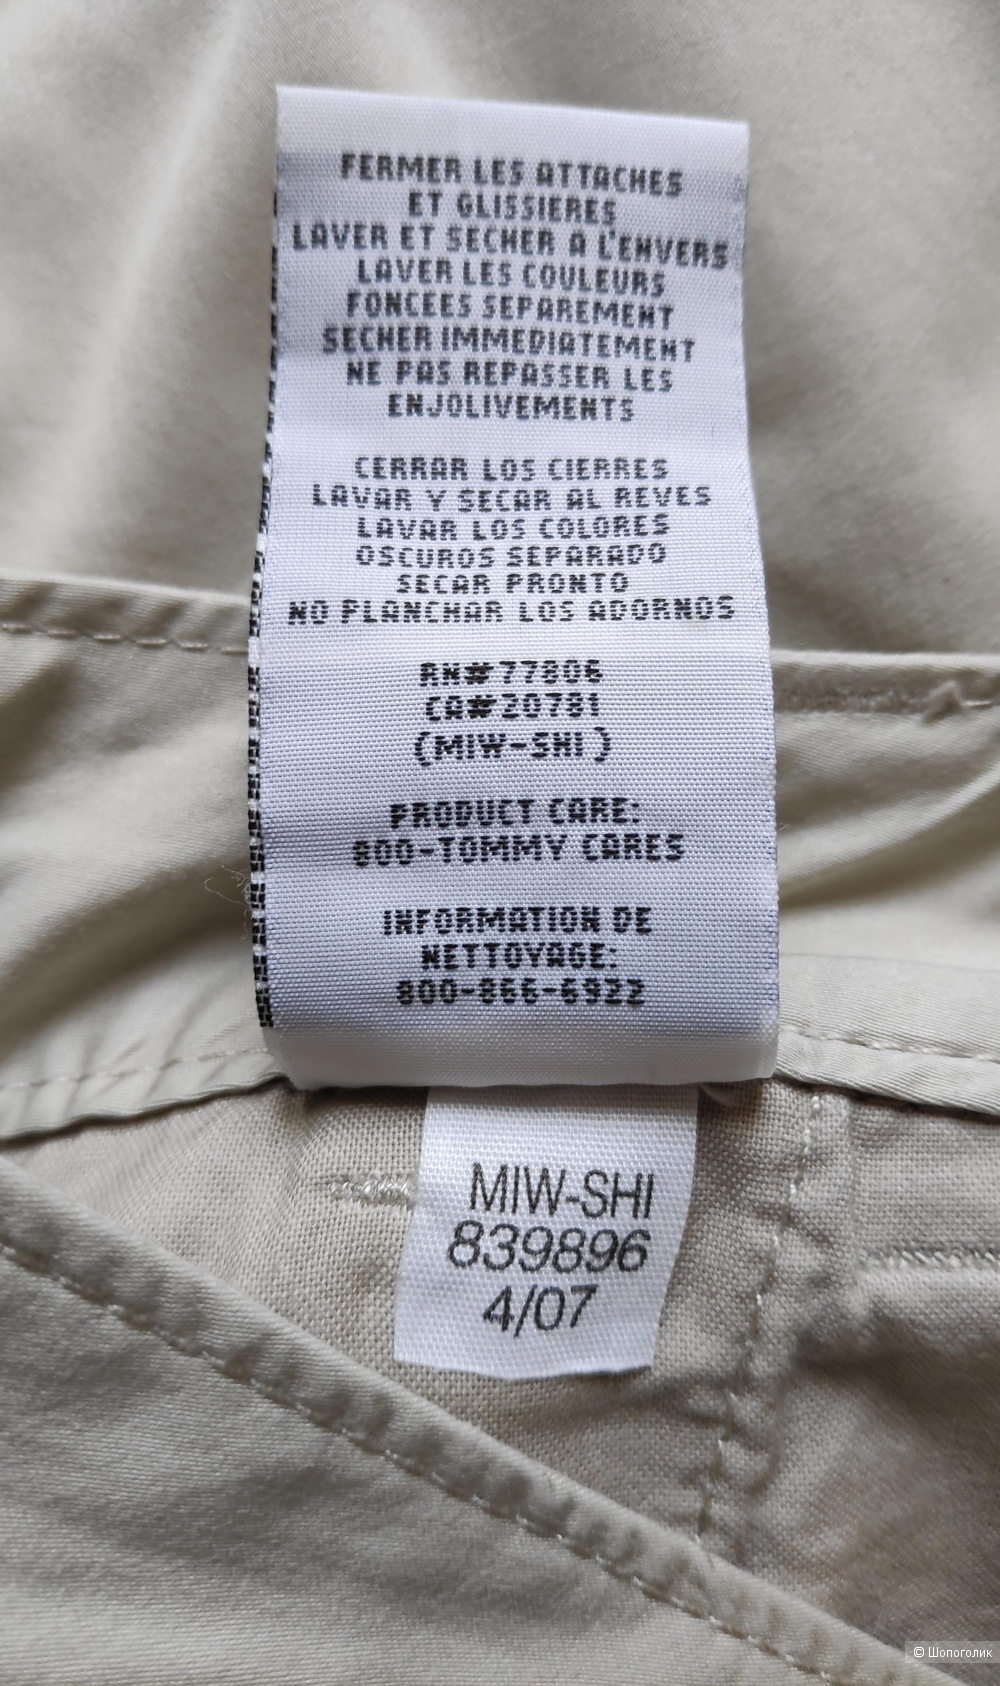 FERMER LES ATTACHES
ET GLISSIERES
LAVER ET SECHER A L'ENVERS
LAVER LES COULEURS
FONCEES SEPAREMENT
SECHER IMMEDIATEMENT
NE PAS REPASSER LES
ENJOLIVEMENTS
CERRAR LOS CIERRES
LAVAR Y SECAR AL REVES
LAVAR LOS COLORES
OSCUROS SEPARADO
SECAR PRONTO
NO PLANCHAR LOS ADORNOS
RN#77806
CA#20781
(MIW-SHI)
PRODUCT CARE:
800-TOMMY CARES
INFORMATION DE
NETTOYAGE:
800-866-6922
MIW-SHI
839896
4/07
© Шопоголик